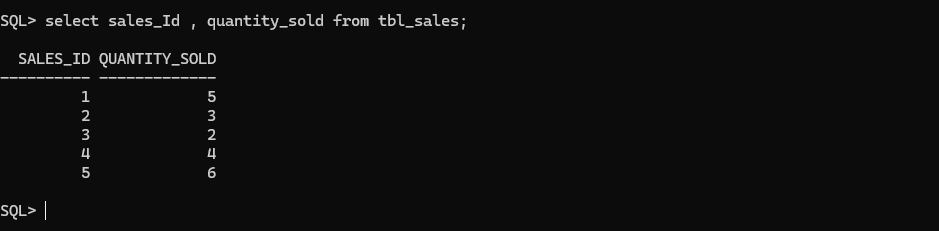 SQL> select sales_Id , quantity_sold from tbl_sales;
SALES_ID QUANTITY_SOLD
---------- -------------
1 5
2 3
3 2
4 4
5 6
SQL>